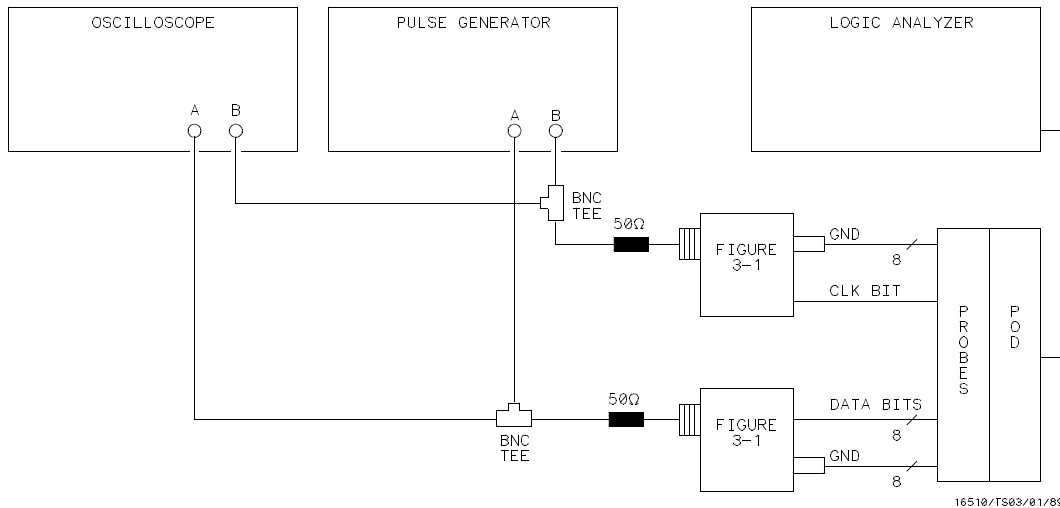 OSCILLOSCOPE
PULSE GENERATOR
LOGIC ANALYZER
A
B
A
B
BNC
TEE
50Ω
FIGURE
3-1
GND
8
CLK BIT
PROBES
POD
50Ω
BNC
TEE
FIGURE
3-1
DATA BITS
8
GND
8
16510/TS03/01/89